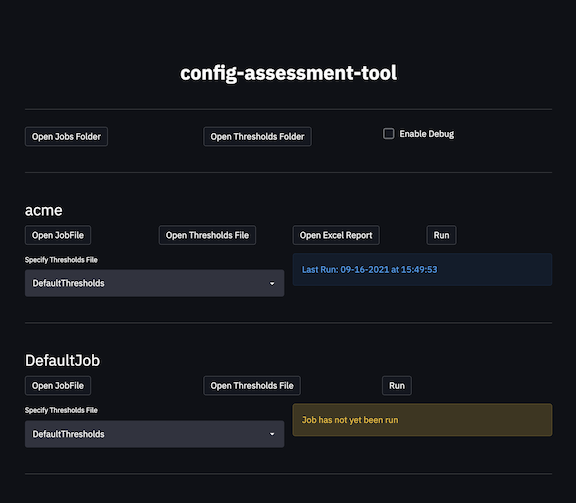 config-assessment-tool
Open Jobs Folder
Open Thresholds Folder
Enable Debug
acme
Open JobFile
Open Thresholds File
Open Excel Report
Run
Specify Thresholds File
DefaultThresholds
Last Run: 09-16-2021 at 15:49:53
DefaultJob
Open JobFile
Open Thresholds File
Run
Specify Thresholds File
DefaultThresholds
Job has not yet been run